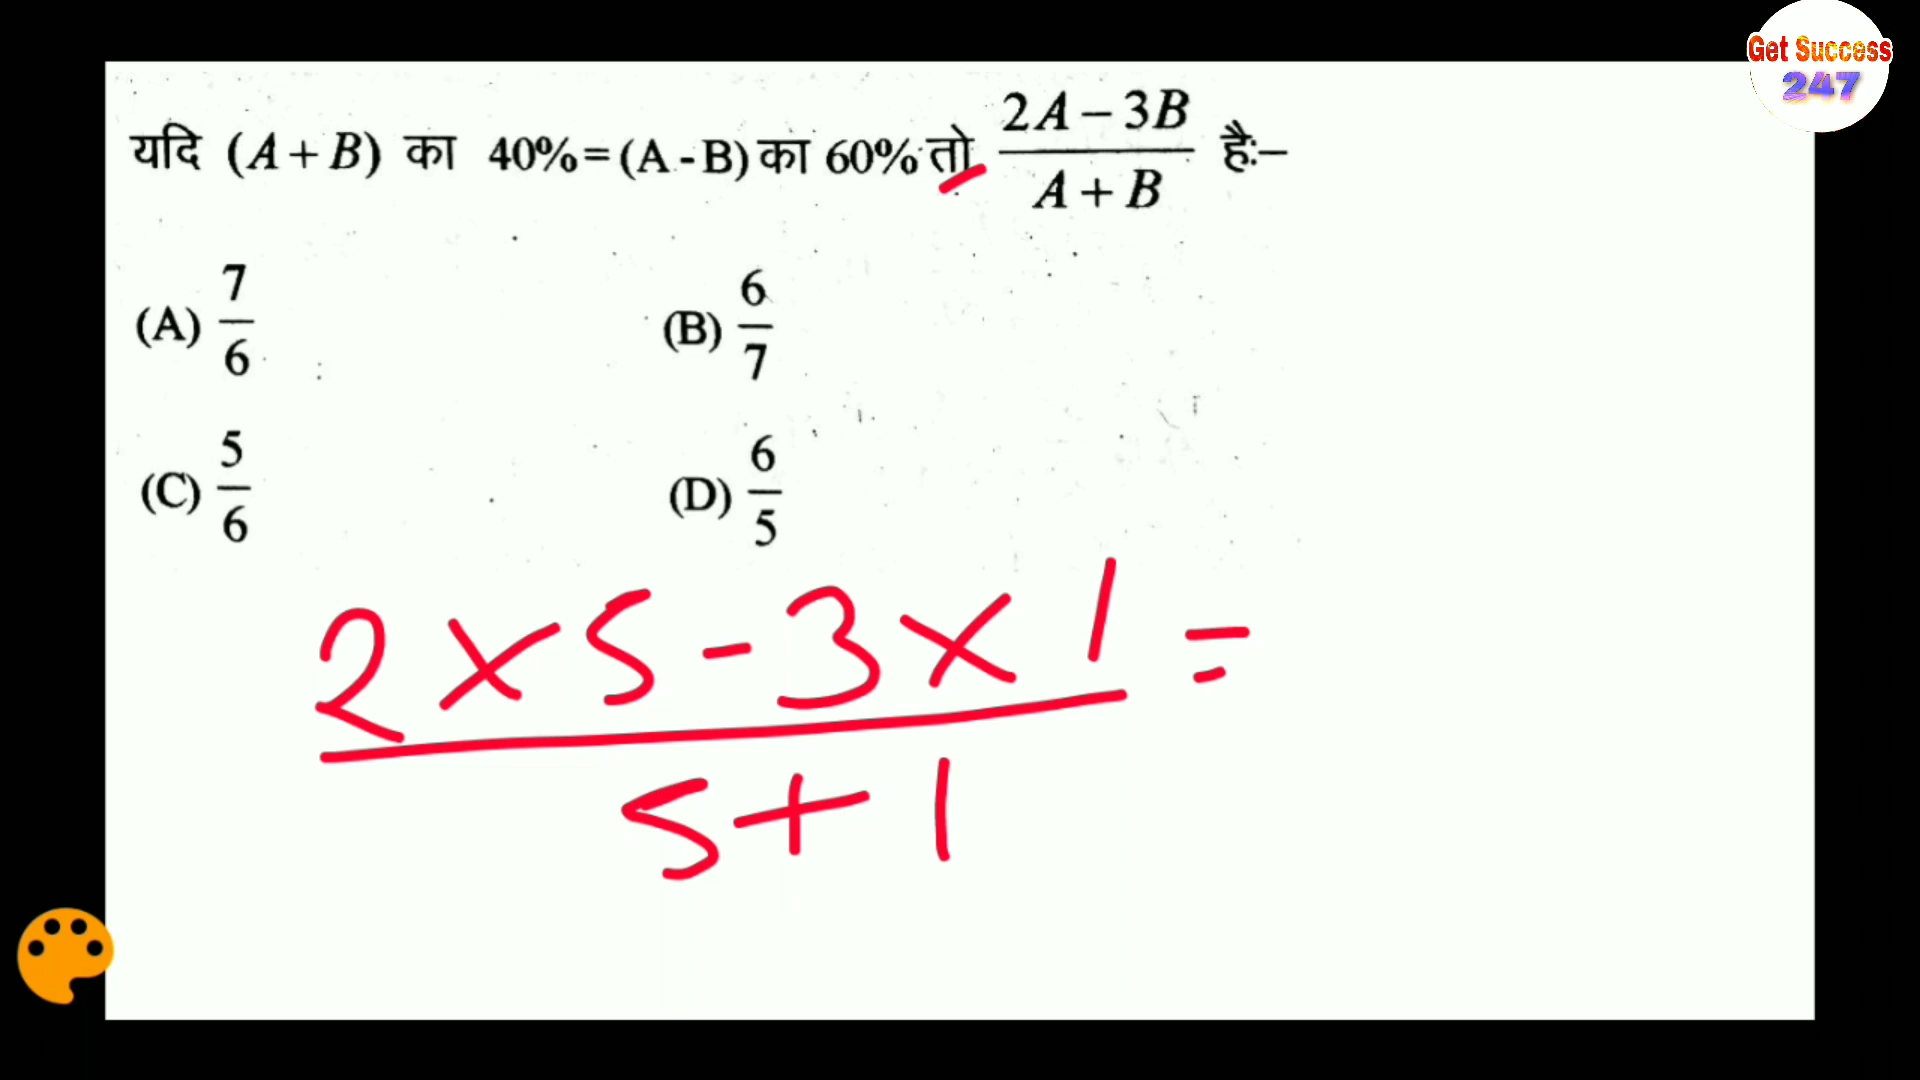 Get Success
247
यदि (A + B) का 40% = (A - B) का 60% तो (2A - 3B)/(A + B) है:-
(A) 7/6 (B) 6/7
(C) 5/6 (D) 6/5
2 × 5 - 3 × 1 =
5 + 1